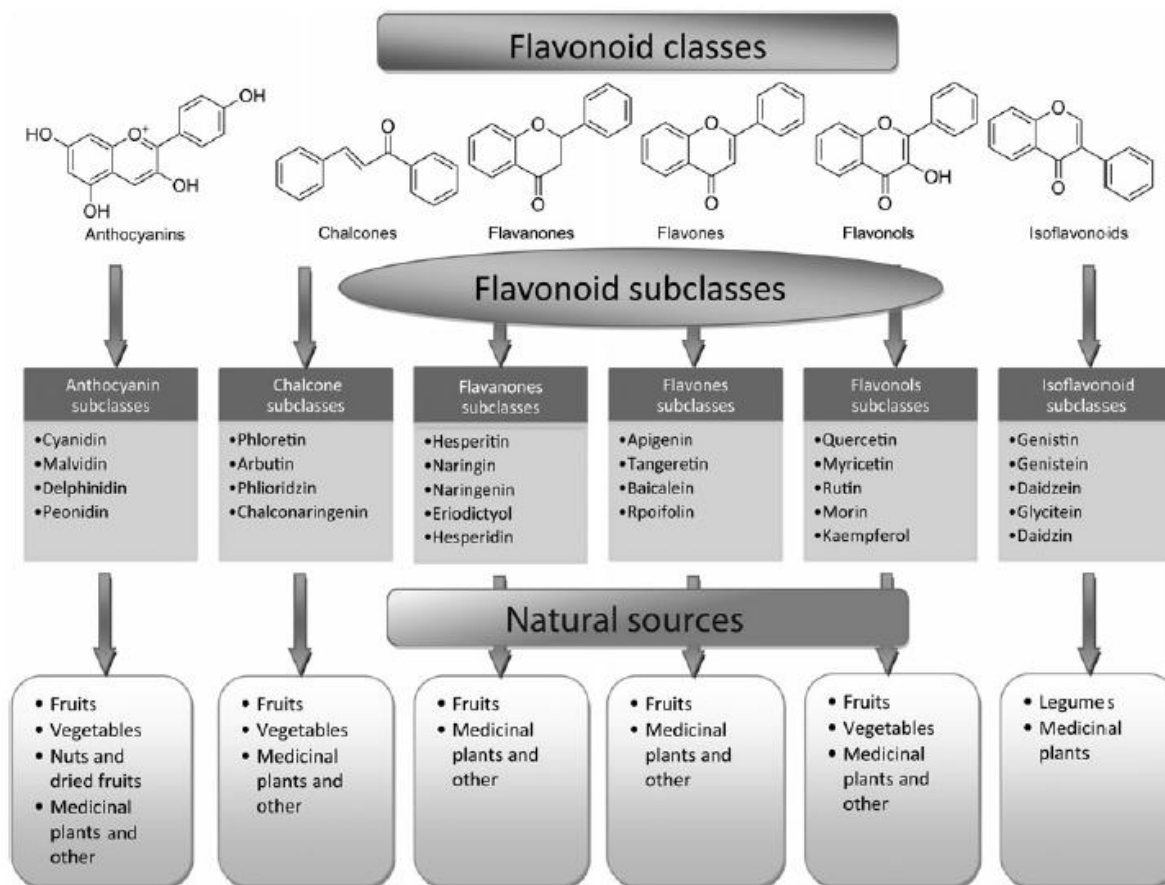 Flavonoid classes
OH
HO
O+
OH
OH
Anthocyanins
O
Chalcones
O
O
Flavanones
O
O
Flavones
O
OH
O
Flavonols
O
O
Isoflavonoids
Flavonoid subclasses
Anthocyanin
subclasses
•Cyanidin
•Malvidin
•Delphinidin
•Peonidin
Chalcone
subclasses
•Phloretin
•Arbutin
•Phlioridzin
•Chalconaringenin
Flavanones
subclasses
•Hesperitin
•Naringin
•Naringenin
•Eriodictyol
•Hesperidin
Flavones
subclasses
•Apigenin
•Tangeretin
•Baicalein
•Rpoifolin
Flavonols
subclasses
•Quercetin
•Myricetin
•Rutin
•Morin
•Kaempferol
Isoflavonoid
subclasses
•Genistin
•Genistein
•Daidzein
•Glycitein
•Daidzin
Natural sources
• Fruits
• Vegetables
• Nuts and
dried fruits
• Medicinal
plants and
other
• Fruits
• Vegetables
• Medicinal
plants and
other
• Fruits
• Medicinal
plants and
other
• Fruits
• Medicinal
plants and
other
• Fruits
• Vegetables
• Medicinal
plants and
other
• Legumes
• Medicinal
plants